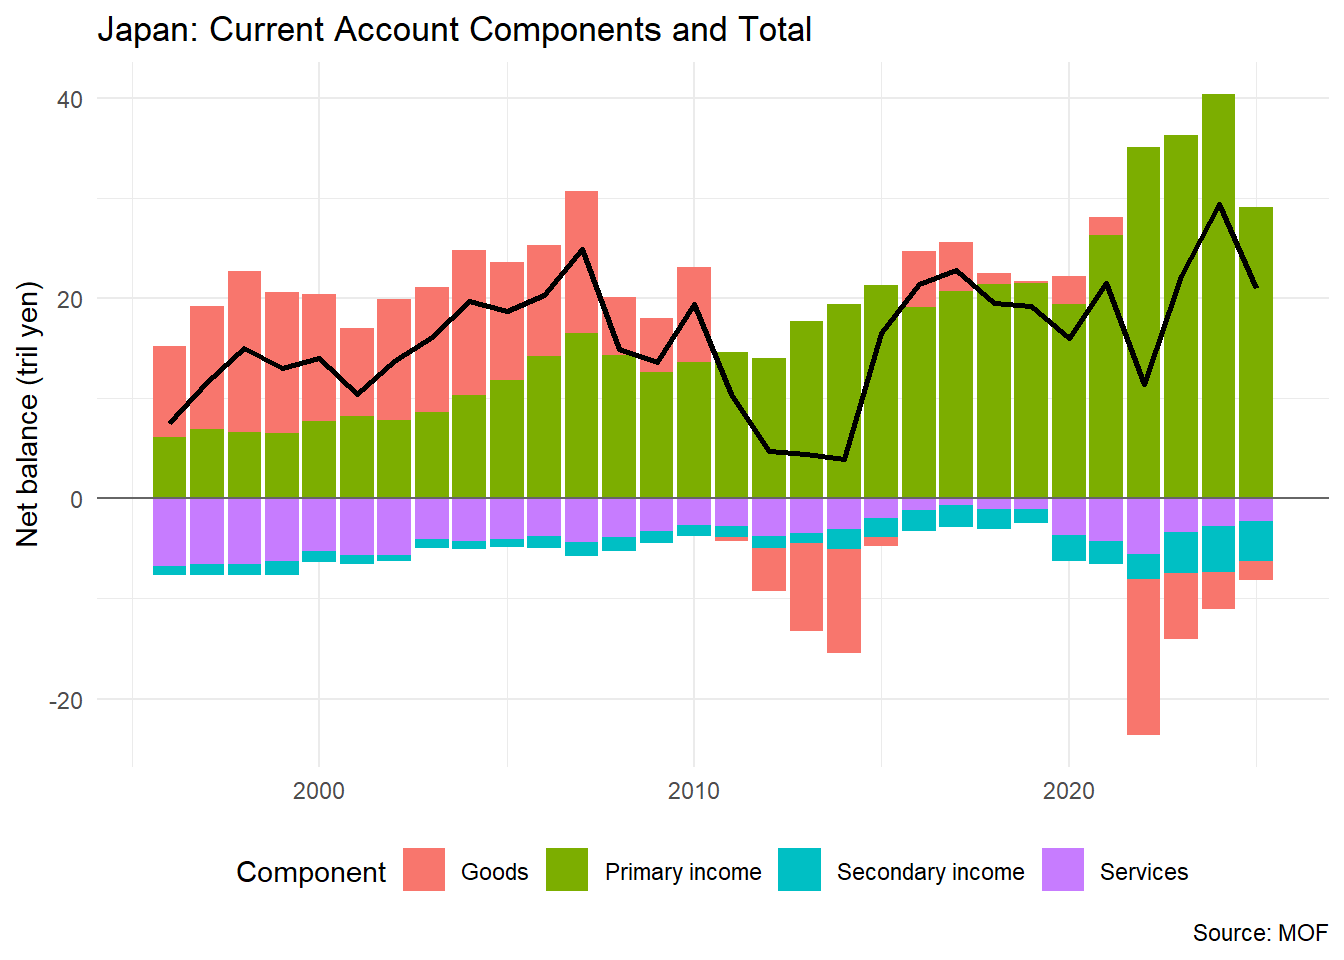 Japan: Current Account Components and Total
Net balance (tril yen)
40
20
0
-20
2000 2010 2020
Component Goods Primary income Secondary income Services
Source: MOF